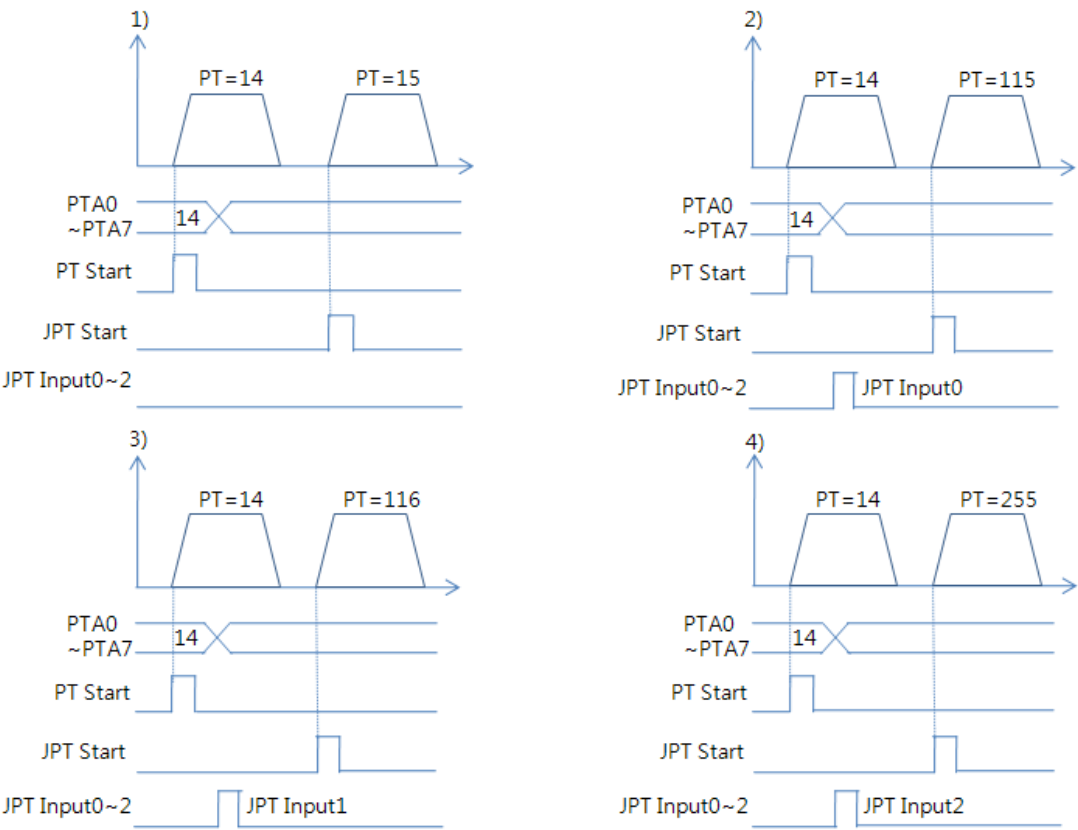 1)
PT=14 PT=15
PTA0
~PTA7 14
PT Start
JPT Start
JPT Input0~2
2)
PT=14 PT=115
PTA0
~PTA7 14
PT Start
JPT Start
JPT Input0~2 JPT Input0
3)
PT=14 PT=116
PTA0
~PTA7 14
PT Start
JPT Start
JPT Input0~2 JPT Input1
4)
PT=14 PT=255
PTA0
~PTA7 14
PT Start
JPT Start
JPT Input0~2 JPT Input2